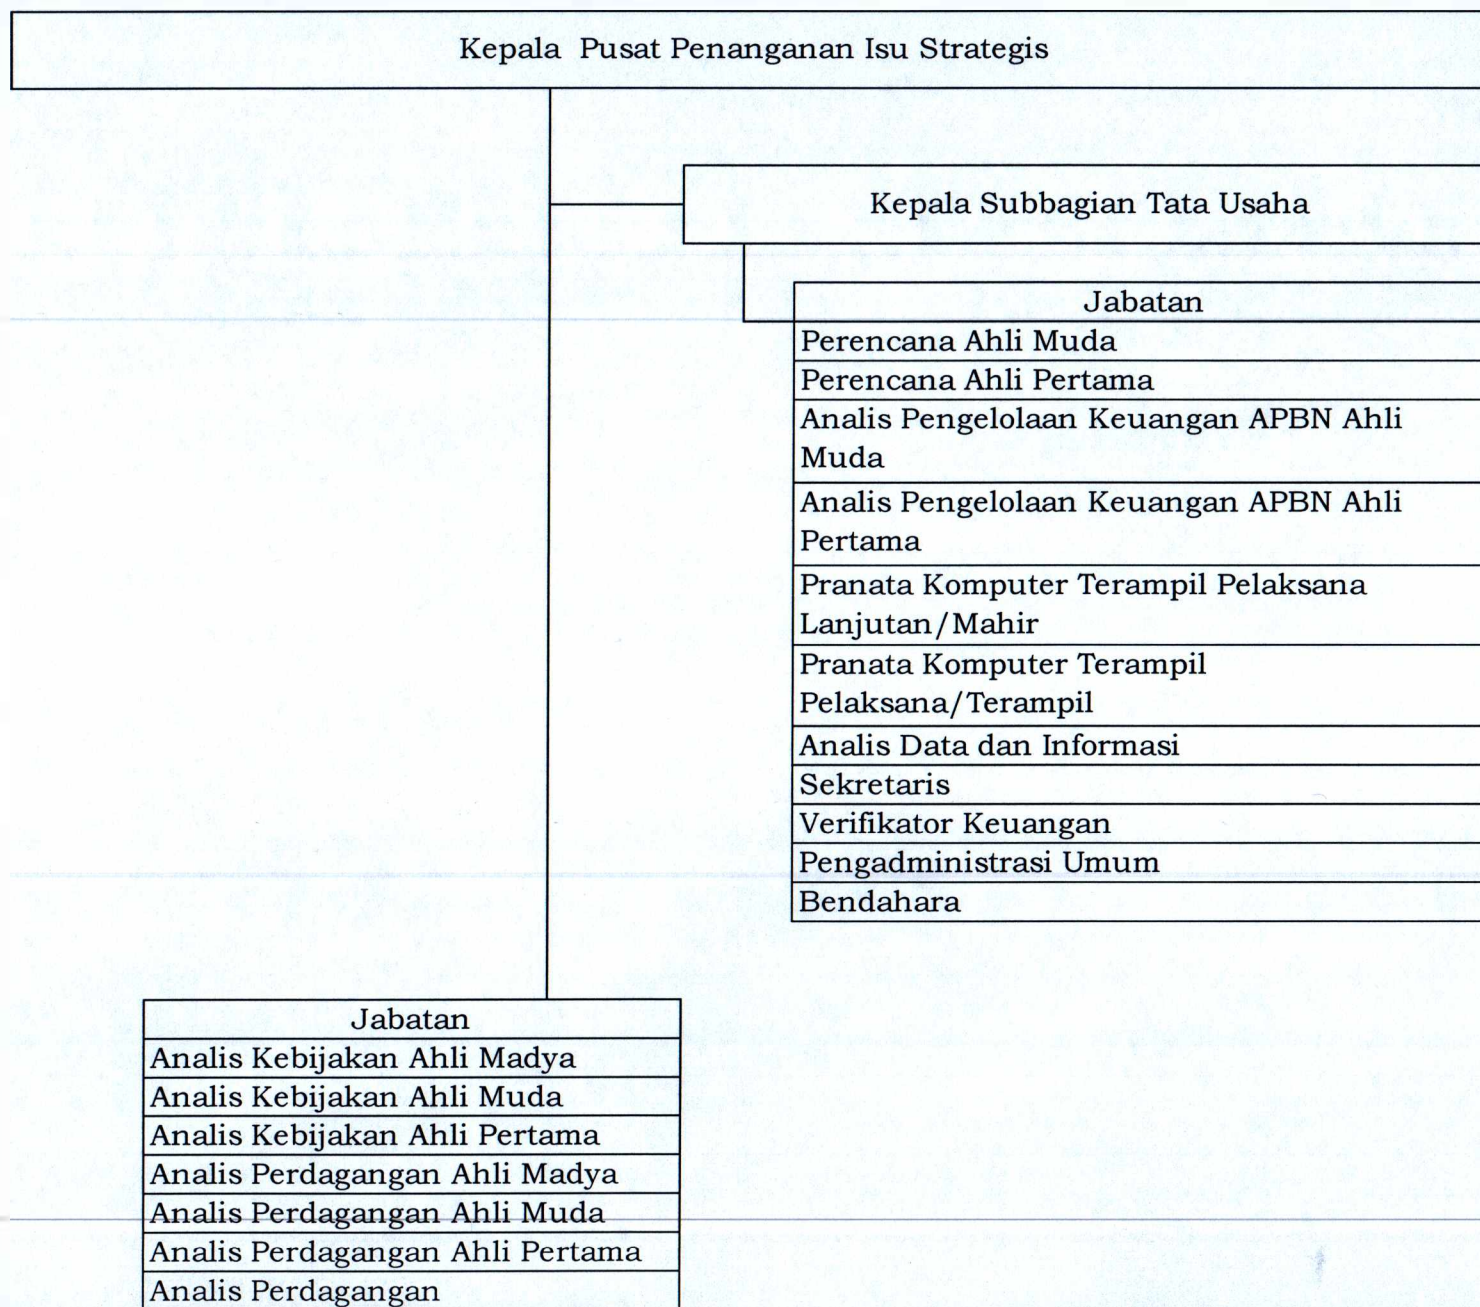 Kepala Pusat Penanganan Isu Strategis
Kepala Subbagian Tata Usaha
Jabatan
Perencana Ahli Muda
Perencana Ahli Pertama
Analis Pengelolaan Keuangan APBN Ahli
Muda
Analis Pengelolaan Keuangan APBN Ahli
Pertama
Pranata Komputer Terampil Pelaksana
Lanjutan/Mahir
Pranata Komputer Terampil
Pelaksana/Terampil
Analis Data dan Informasi
Sekretaris
Verifikator Keuangan
Pengadministrasi Umum
Bendahara
Jabatan
Analis Kebijakan Ahli Madya
Analis Kebijakan Ahli Muda
Analis Kebijakan Ahli Pertama
Analis Perdagangan Ahli Madya
Analis Perdagangan Ahli Muda
Analis Perdagangan Ahli Pertama
Analis Perdagangan